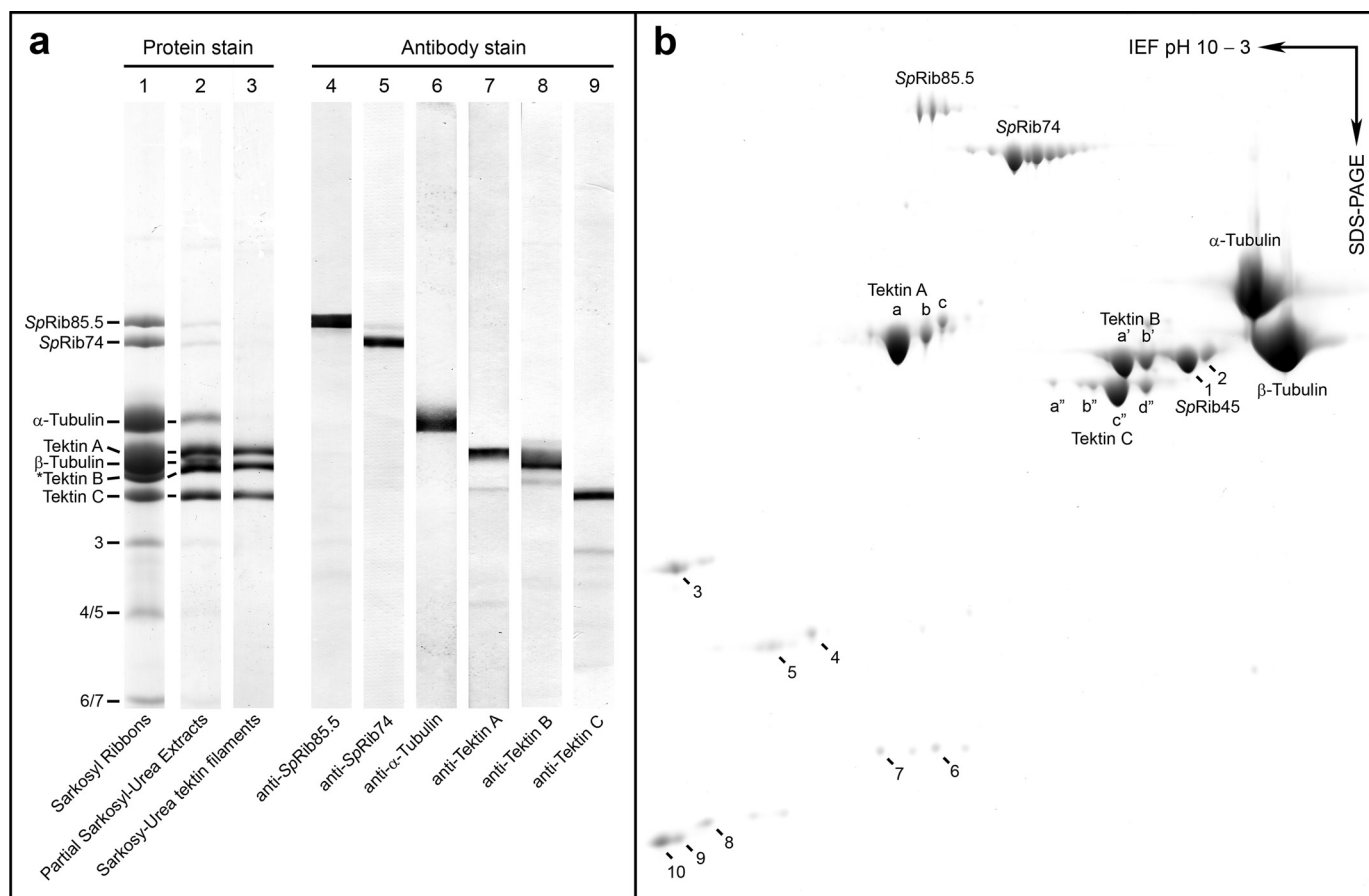 a
Protein stain
Antibody stain
1 2 3 4 5 6 7 8 9
SpRib85.5
SpRib74
α-Tubulin
Tektin A
β-Tubulin
*Tektin B
Tektin C
3
4/5
6/7
Sarkosyl Ribbons
Partial Sarkosyl-Urea Extracts
Sarkosy-Urea tektin filaments
anti-SpRib85.5
anti-SpRib74
anti-α-Tubulin
anti-Tektin A
anti-Tektin B
anti-Tektin C
b
IEF pH 10 – 3
SDS-PAGE
SpRib85.5
SpRib74
α-Tubulin
Tektin A
a b c
Tektin B
a' b'
2
1
SpRib45
β-Tubulin
a" b" c" d"
Tektin C
3
4
5
6
7
8
9
10